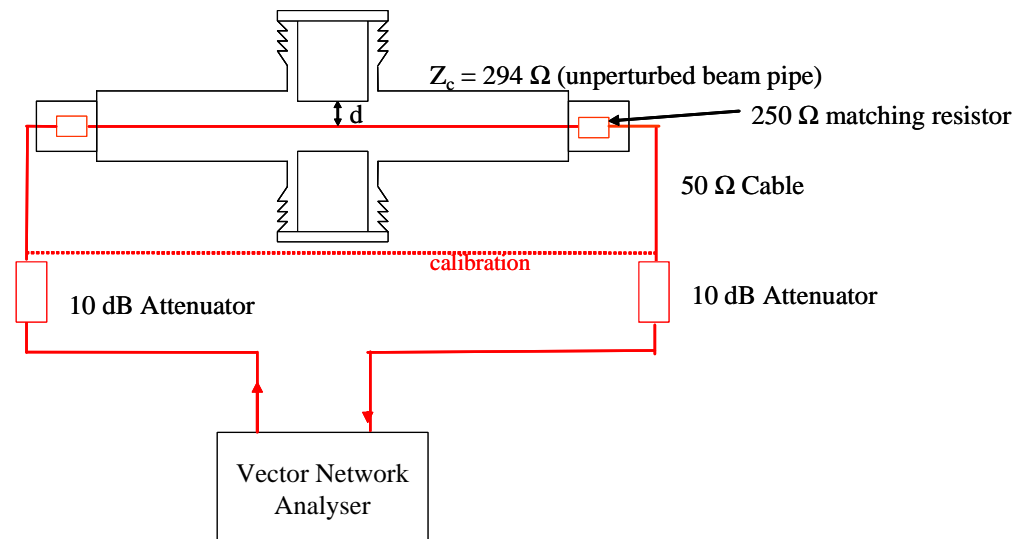 Z_c = 294 Ω (unperturbed beam pipe)
d
250 Ω matching resistor
50 Ω Cable
calibration
10 dB Attenuator
10 dB Attenuator
Vector Network
Analyser